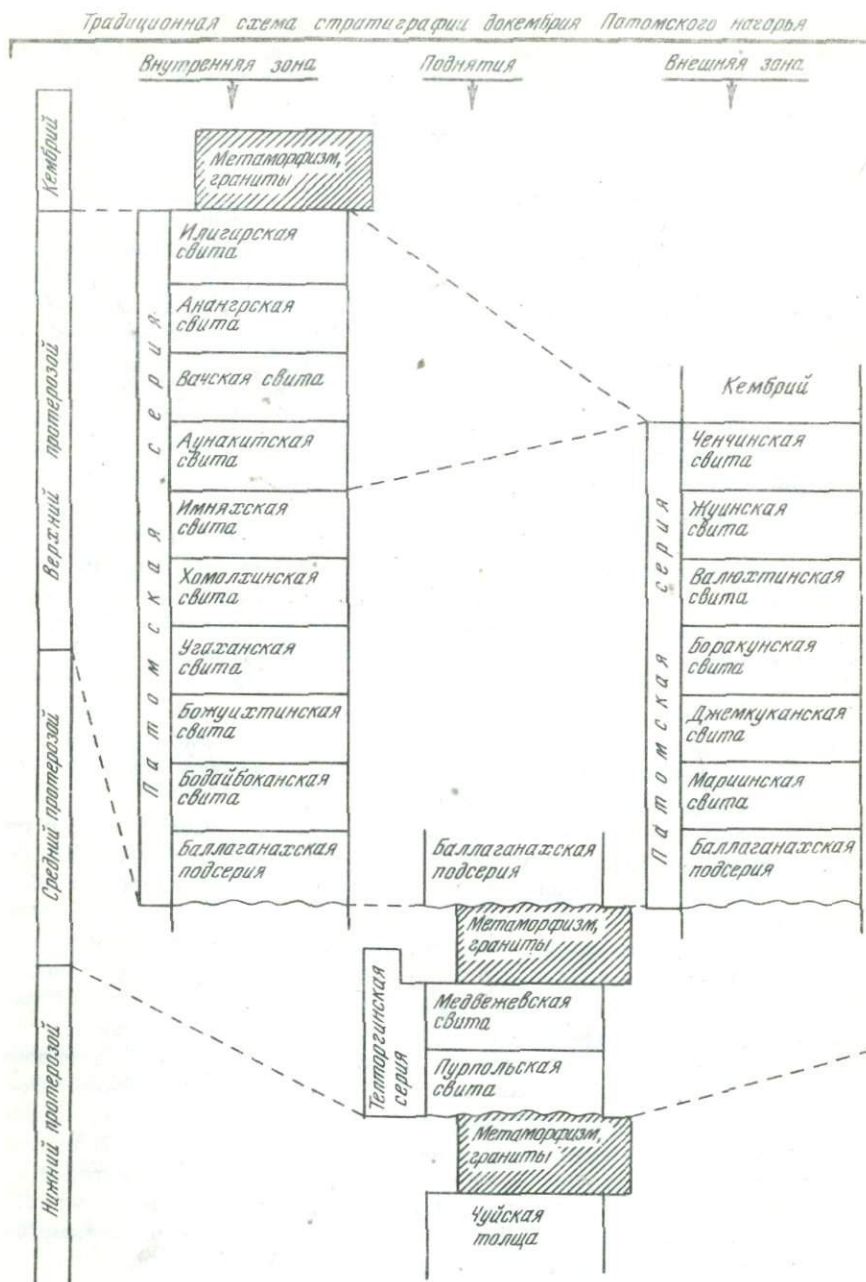 Традиционная схема стратиграфии докембрия Патомского нагорья
Внутренняя зона
Поднятия
Внешняя зона
Кембрий
Верхний протерозой
Средний протерозой
Нижний протерозой
Патомская серия
Метаморфизм,
граниты
Илигирская
свита
Анангрская
свита
Вачская свита
Аунакитская
свита
Имняхская
свита
Хомолхинская
свита
Угаханская
свита
Божуихтинская
свита
Бодайбоканская
свита
Баллаганахская
подсерия
Баллаганахская
подсерия
Метаморфизм,
граниты
Тепторгинская
серия
Медвежевская
свита
Пурпольская
свита
Метаморфизм,
граниты
Чуйская
толща
Патомская серия
Кембрий
Ченчинская
свита
Жуинская
свита
Валюхтинская
свита
Боракунская
свита
Джемкуканская
свита
Мариинская
свита
Баллаганахская
подсерия